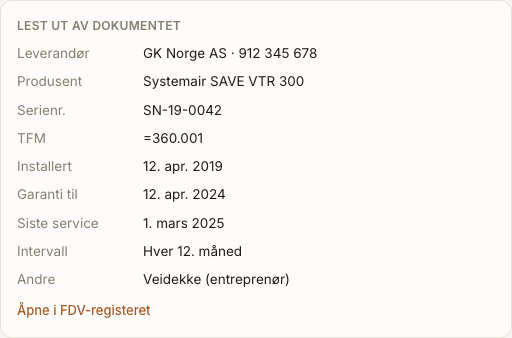 LEST UT AV DOKUMENTET
Leverandør GK Norge AS · 912 345 678
Produsent Systemair SAVE VTR 300
Serienr. SN-19-0042
TFM =360.001
Installert 12. apr. 2019
Garanti til 12. apr. 2024
Siste service 1. mars 2025
Intervall Hver 12. måned
Andre Veidekke (entreprenør)
Åpne i FDV-registeret